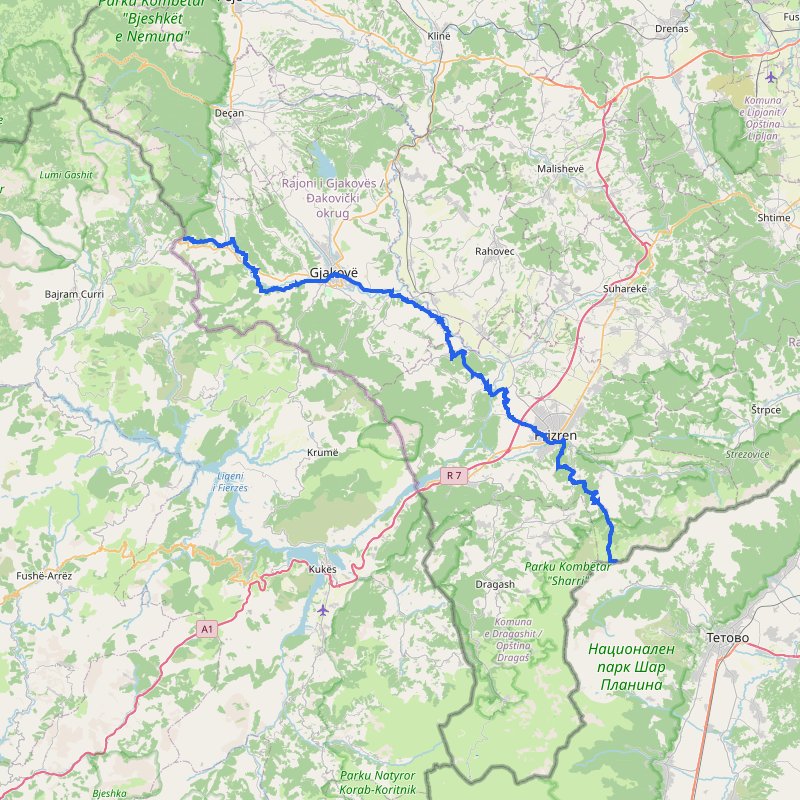 Parku Kombëtar
"Bjeshkët
e Nemuna"
Klinë
Drenas
Deçan
Komuna
e Lipjanit /
Opština
Lipljan
Lumi Gashit
Rajoni i Gjakovës /
Đakovički
okrug
Malishevë
Shtime
Rahovec
Gjakovë
Bajram Curri
Suharekë
Štrpce
Prizren
Strezovicë
Krumë
R 7
Liqeni
i Fierzës
Kukës
Fushë-Arrëz
Parku Kombëtar
"Sharri"
Dragash
A1
Komuna
e Dragashit /
Opština
Dragaš
Тетово
Национален
парк Шар
Планина
Parku Natyror
Korab-Koritnik
Bjeshka